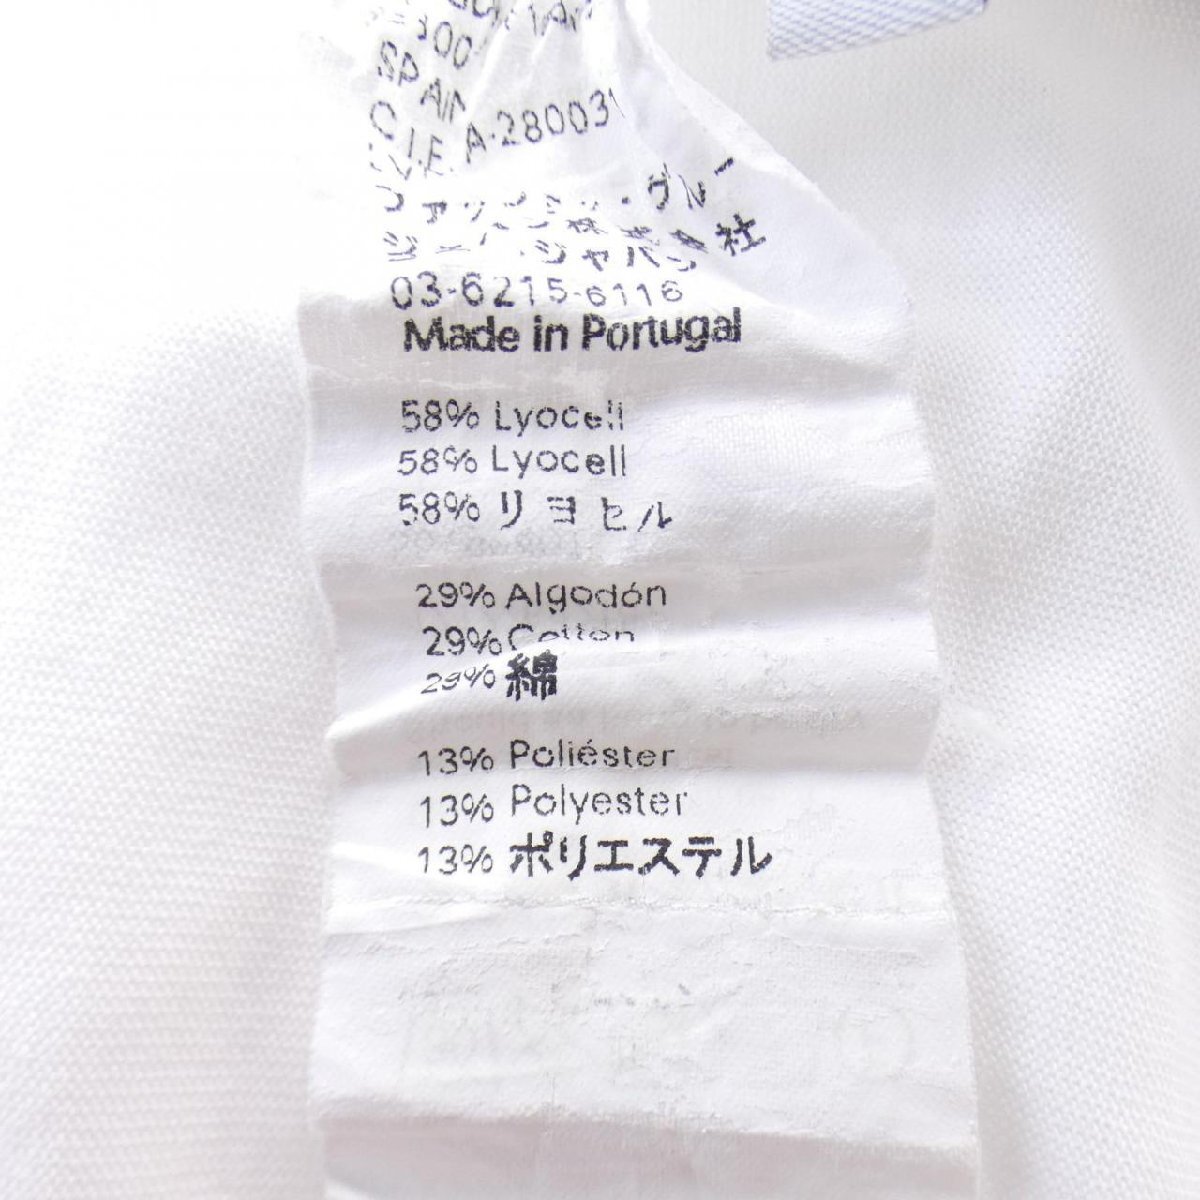 SPAIN
C.I.F. A-280031
03-6215-6116
Made in Portugal
58% Lyocell
58% Lyocell
58% リヨセル
29% Algodón
29% Cotton
29% 綿
13% Poliéster
13% Polyester
13% ポリエステル